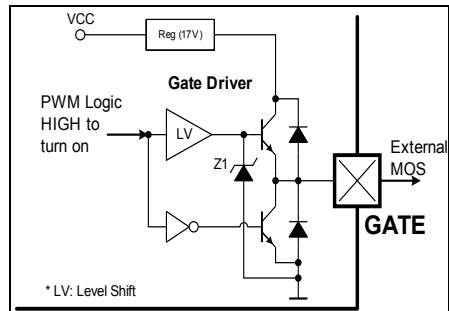 VCC
Reg (17V)
Gate Driver
PWM Logic
HIGH to
turn on
LV
Z1
External
MOS
GATE
* LV: Level Shift